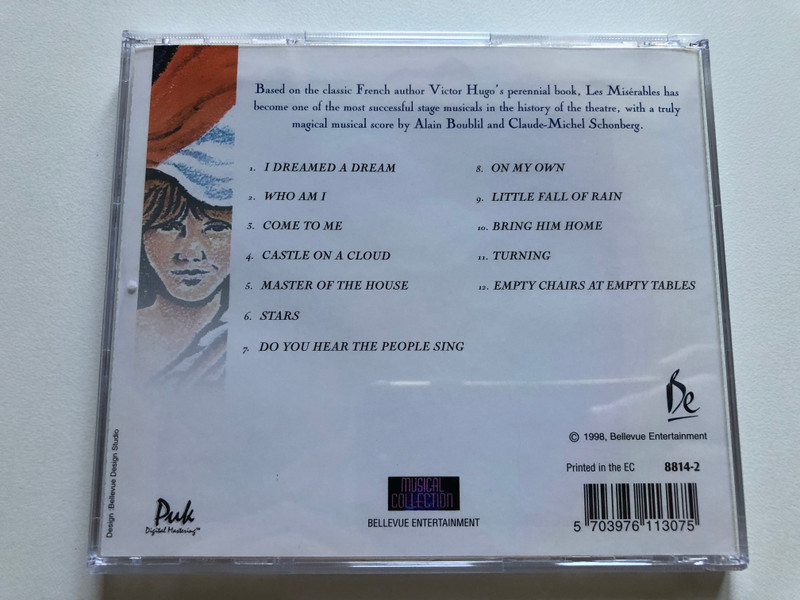 Based on the classic French author Victor Hugo's perennial book, Les Misérables has
become one of the most successful stage musicals in the history of the theatre, with a truly
magical musical score by Alain Boublil and Claude-Michel Schonberg.
1. I DREAMED A DREAM
2. WHO AM I
3. COME TO ME
4. CASTLE ON A CLOUD
5. MASTER OF THE HOUSE
6. STARS
7. DO YOU HEAR THE PEOPLE SING
8. ON MY OWN
9. LITTLE FALL OF RAIN
10. BRING HIM HOME
11. TURNING
12. EMPTY CHAIRS AT EMPTY TABLES
Be
© 1998, Bellevue Entertainment
Printed in the EC 8814-2
5 703976 113075
MUSICAL
COLLECTION
BELLEVUE ENTERTAINMENT
Puk
Digital Mastering™
Design :Bellevue Design Studio